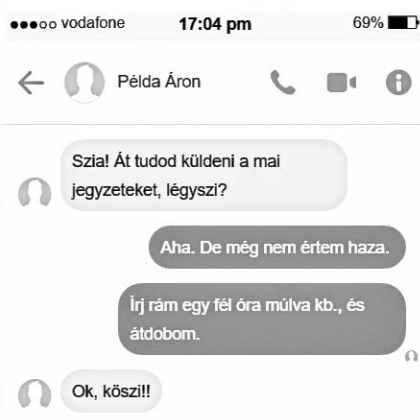 vodafone 17:04 pm 69%
Példa Áron
Szia! Át tudod küldeni a mai
jegyzeteket, légyszi?
Aha. De még nem értem haza.
Írj rám egy fél óra múlva kb., és
átdobom.
Ok, köszi!!